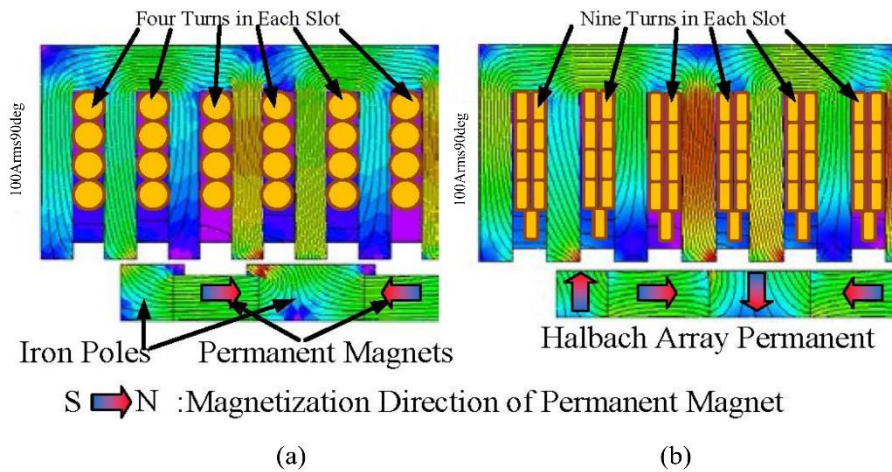 Four Turns in Each Slot
Nine Turns in Each Slot
100Arms90deg
100Arms90deg
Iron Poles
Permanent Magnets
Halbach Array Permanent
S N :Magnetization Direction of Permanent Magnet
(a)
(b)